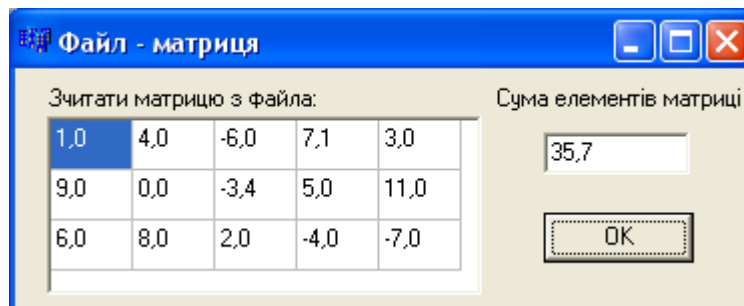 Файл - матриця
Зчитати матрицю з файла:
Сума елементів матриці
1,0 4,0 -6,0 7,1 3,0
35,7
9,0 0,0 -3,4 5,0 11,0
6,0 8,0 2,0 -4,0 -7,0
OK